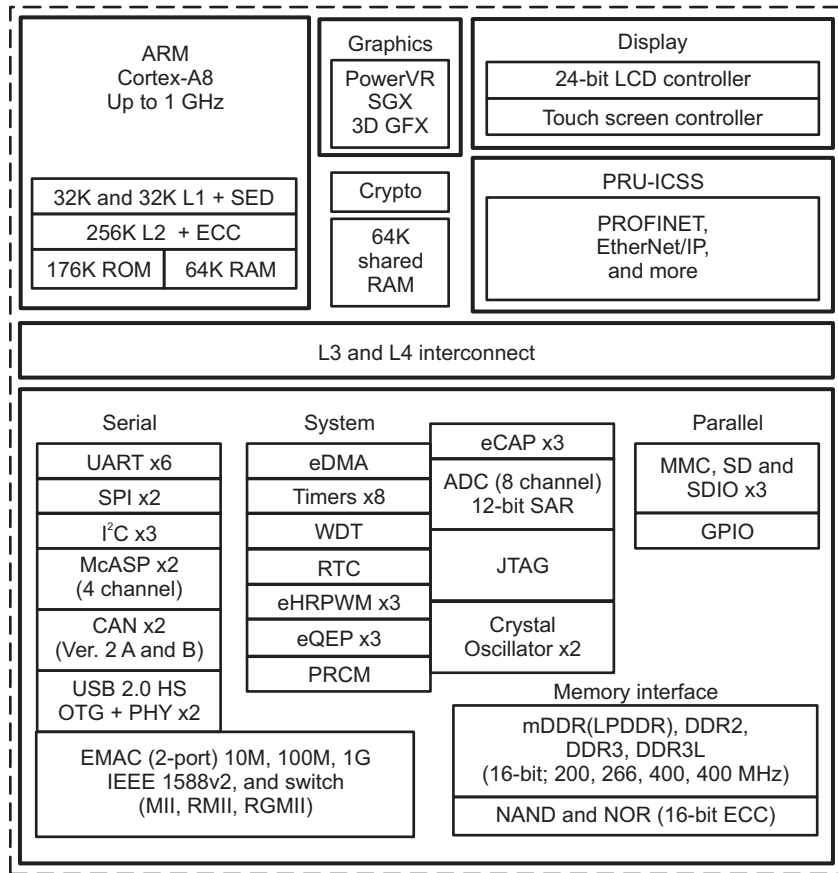 ARM
Cortex-A8
Up to 1 GHz
32K and 32K L1 + SED
256K L2 + ECC
176K ROM
64K RAM
Graphics
PowerVR
SGX
3D GFX
Crypto
64K
shared
RAM
Display
24-bit LCD controller
Touch screen controller
PRU-ICSS
PROFINET,
EtherNet/IP,
and more
L3 and L4 interconnect
Serial
UART x6
SPI x2
I²C x3
McASP x2
(4 channel)
CAN x2
(Ver. 2 A and B)
USB 2.0 HS
OTG + PHY x2
EMAC (2-port) 10M, 100M, 1G
IEEE 1588v2, and switch
(MII, RMII, RGMII)
System
eDMA
Timers x8
WDT
RTC
eHRPWM x3
eQEP x3
PRCM
eCAP x3
ADC (8 channel)
12-bit SAR
JTAG
Crystal
Oscillator x2
Parallel
MMC, SD and
SDIO x3
GPIO
Memory interface
mDDR(LPDDR), DDR2,
DDR3, DDR3L
(16-bit; 200, 266, 400, 400 MHz)
NAND and NOR (16-bit ECC)